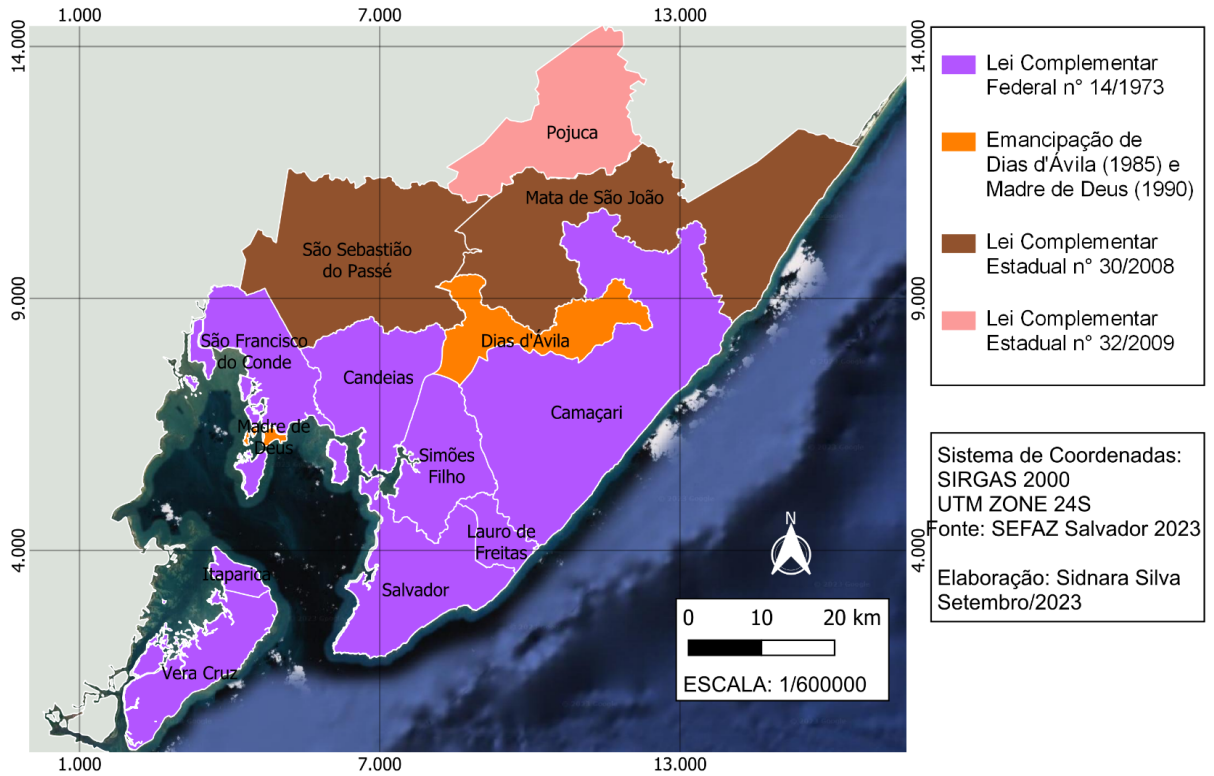 1.000
7.000
13.000
14.000
14.000
Pojuca
Mata de São João
São Sebastião
do Passé
9.000
9.000
São Francisco
do Conde
Dias d'Ávila
Candeias
Camaçari
Madre de
Deus
Simões
Filho
Lauro de
Freitas
4.000
4.000
Itaparica
Salvador
Vera Cruz
N
0 10 20 km
ESCALA: 1/600000
1.000
7.000
13.000
Lei Complementar
Federal n° 14/1973
Emancipação de
Dias d'Ávila (1985) e
Madre de Deus (1990)
Lei Complementar
Estadual n° 30/2008
Lei Complementar
Estadual n° 32/2009
Sistema de Coordenadas:
SIRGAS 2000
UTM ZONE 24S
Fonte: SEFAZ Salvador 2023
Elaboração: Sidnara Silva
Setembro/2023